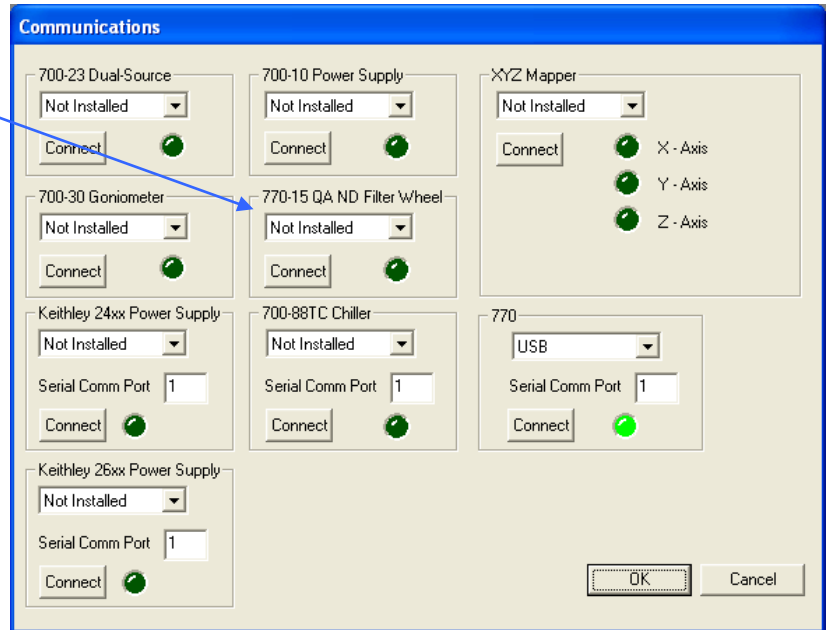 Communications
700-23 Dual-Source
Not Installed
Connect
700-10 Power Supply
Not Installed
Connect
XYZ Mapper
Not Installed
Connect
X - Axis
Y - Axis
Z - Axis
700-30 Goniometer
Not Installed
Connect
770-15 QA ND Filter Wheel
Not Installed
Connect
Keithley 24xx Power Supply
Not Installed
Serial Comm Port 1
Connect
700-88TC Chiller
Not Installed
Serial Comm Port 1
Connect
770
USB
Serial Comm Port 1
Connect
Keithley 26xx Power Supply
Not Installed
Serial Comm Port 1
Connect
OK
Cancel